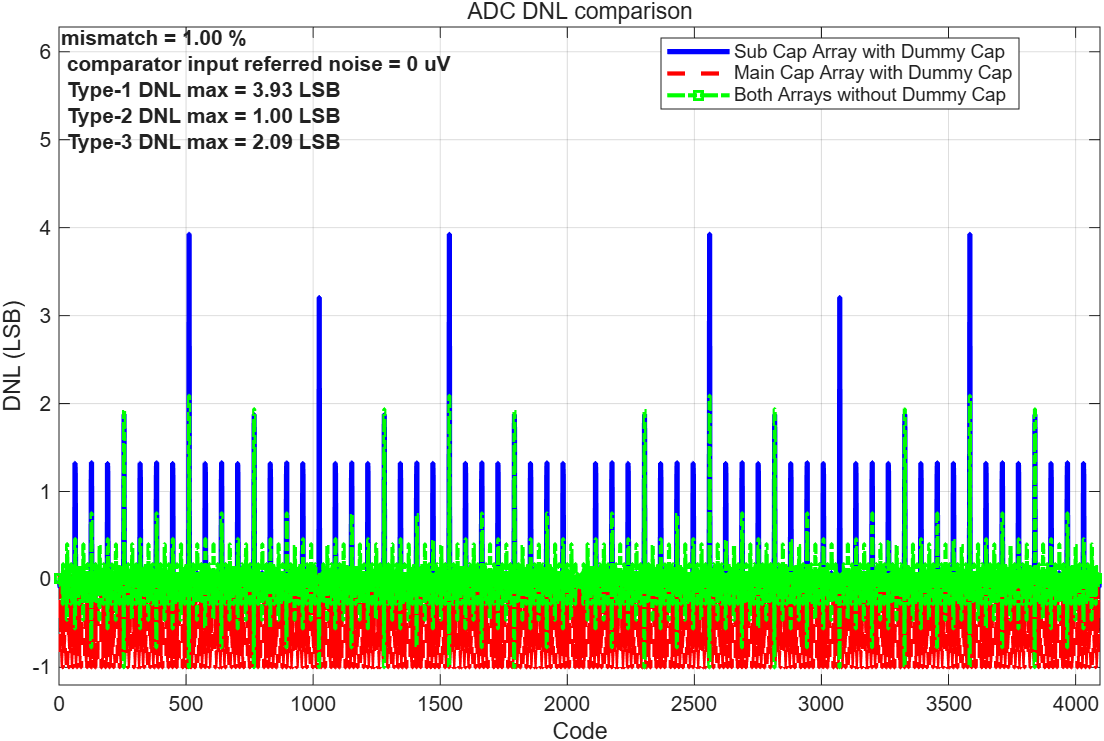 ADC DNL comparison
mismatch = 1.00 %
comparator input referred noise = 0 uV
Type-1 DNL max = 3.93 LSB
Type-2 DNL max = 1.00 LSB
Type-3 DNL max = 2.09 LSB
Sub Cap Array with Dummy Cap
Main Cap Array with Dummy Cap
Both Arrays without Dummy Cap
DNL (LSB)
6
5
4
3
2
1
0
-1
0 500 1000 1500 2000 2500 3000 3500 4000
Code